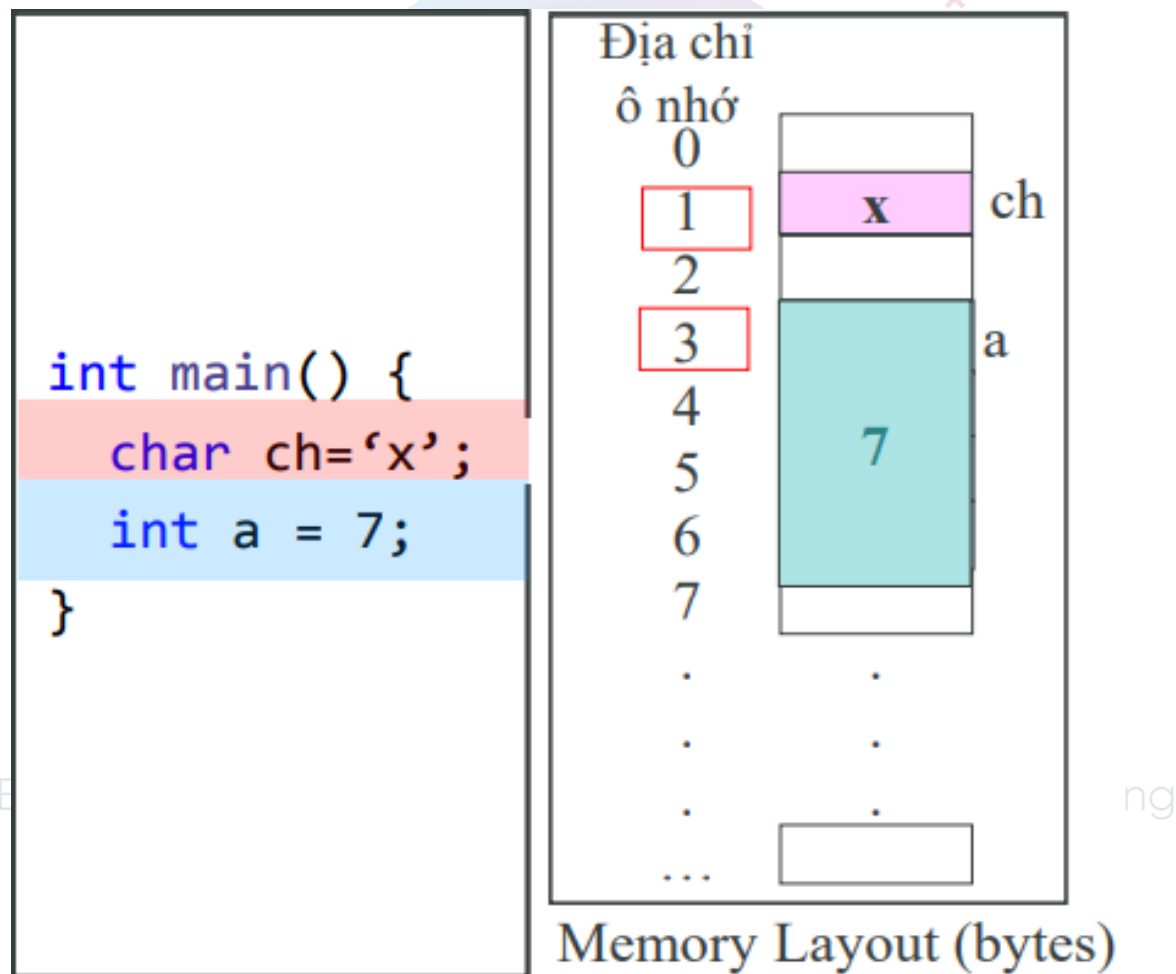 int main() {
char ch=‘x’;
int a = 7;
}
Địa chỉ
ô nhớ
0
1 x ch
2
3 a
4
7
5
6
7
. .
. .
. .
...
Memory Layout (bytes)
ng